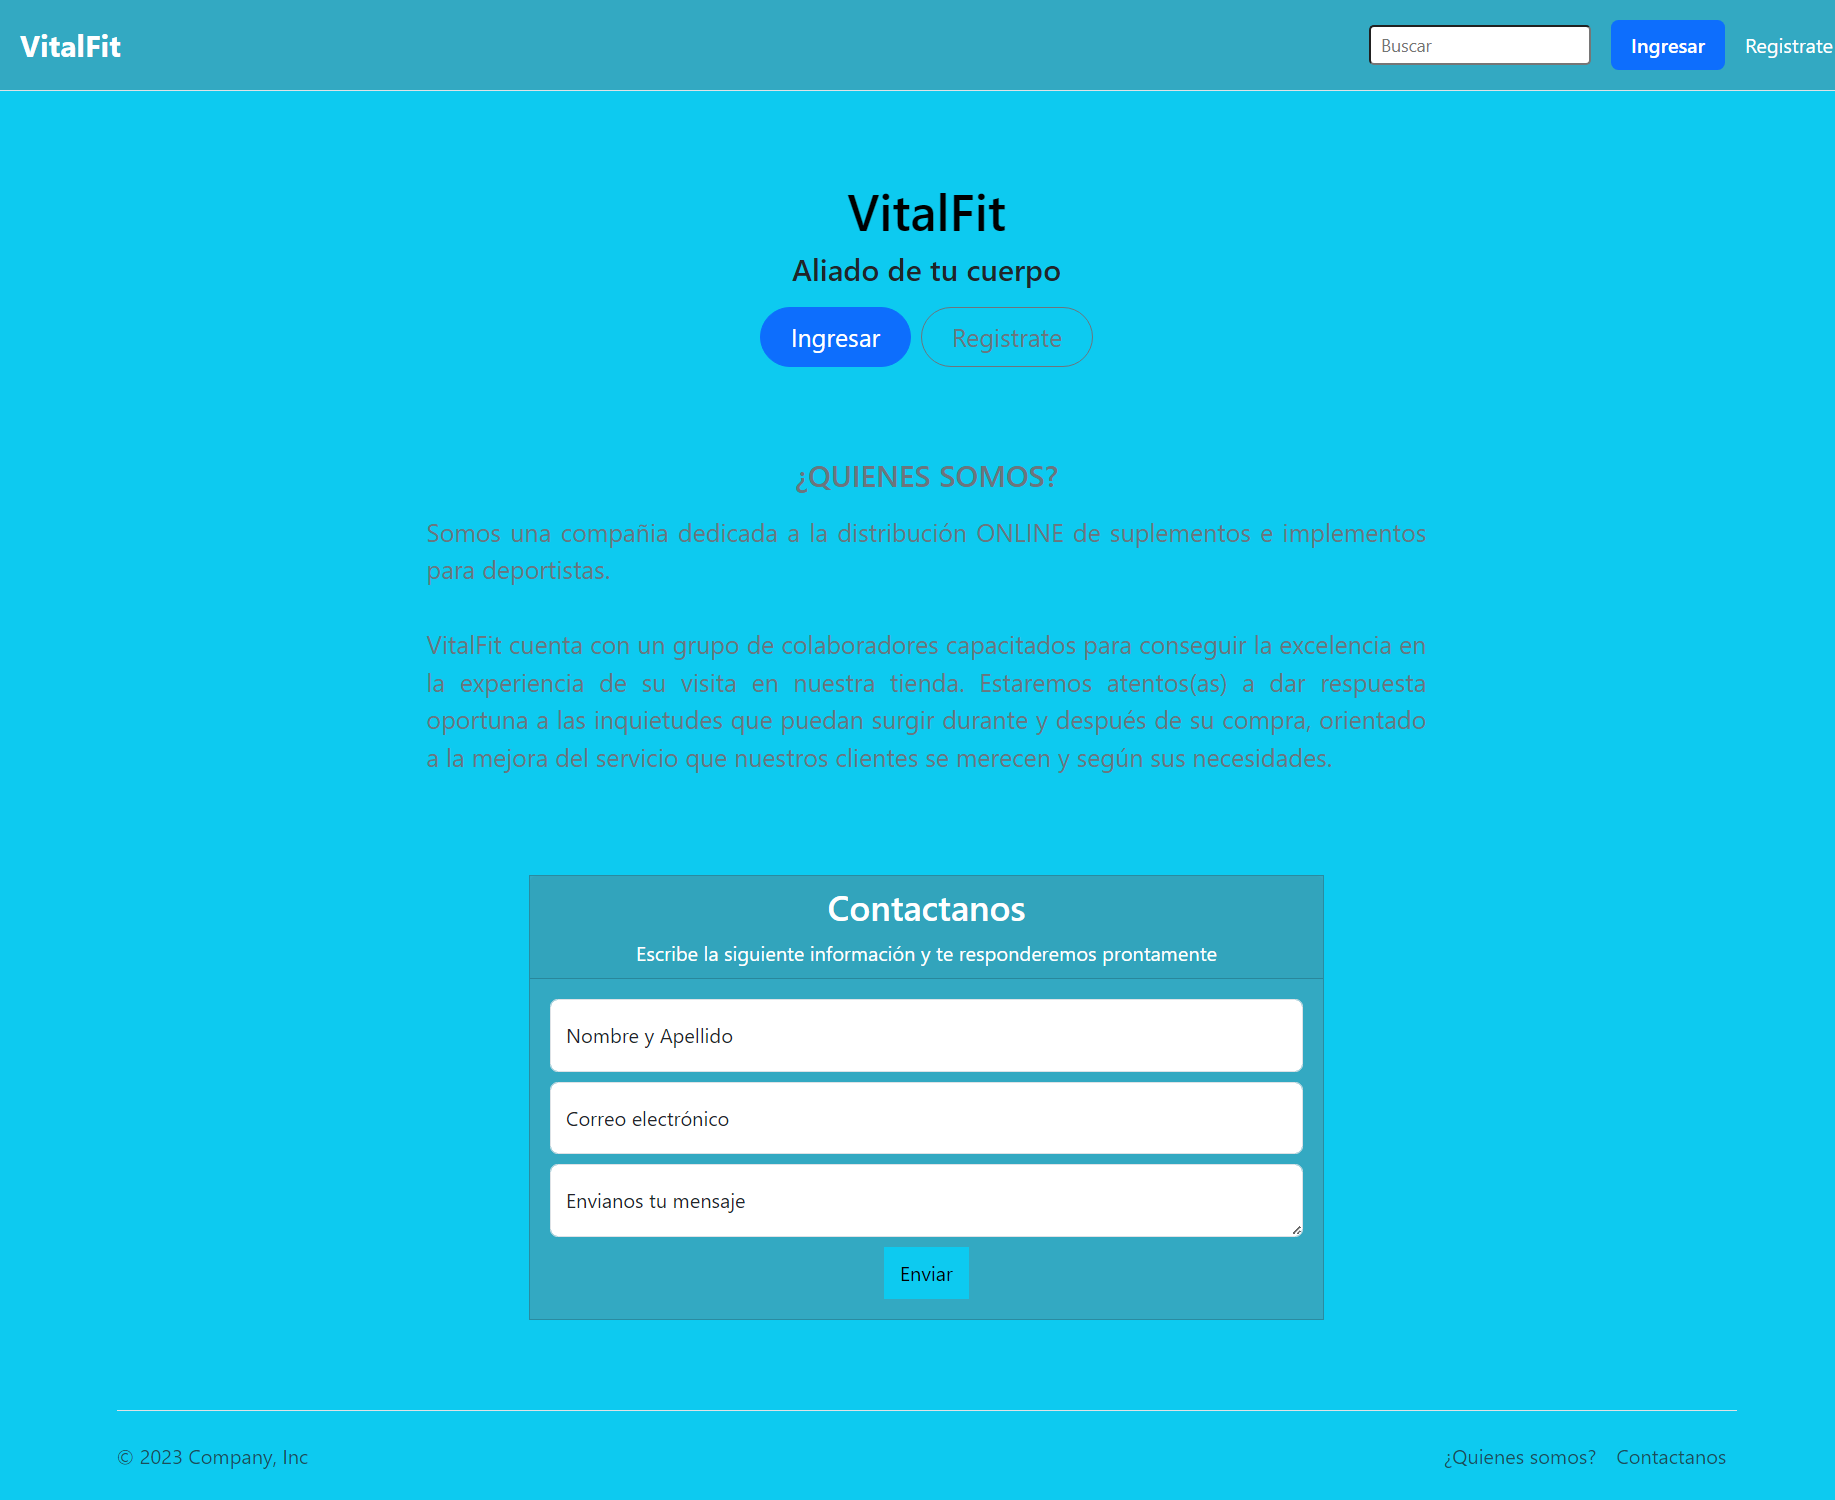 VitalFit
Buscar
Ingresar
Registrate
VitalFit
Aliado de tu cuerpo
Ingresar
Registrate
¿QUIENES SOMOS?
Somos una compañia dedicada a la distribución ONLINE de suplementos e implementos
para deportistas.
VitalFit cuenta con un grupo de colaboradores capacitados para conseguir la excelencia en
la experiencia de su visita en nuestra tienda. Estaremos atentos(as) a dar respuesta
oportuna a las inquietudes que puedan surgir durante y después de su compra, orientado
a la mejora del servicio que nuestros clientes se merecen y según sus necesidades.
Contactanos
Escribe la siguiente información y te responderemos prontamente
Nombre y Apellido
Correo electrónico
Envianos tu mensaje
Enviar
© 2023 Company, Inc
¿Quienes somos?
Contactanos